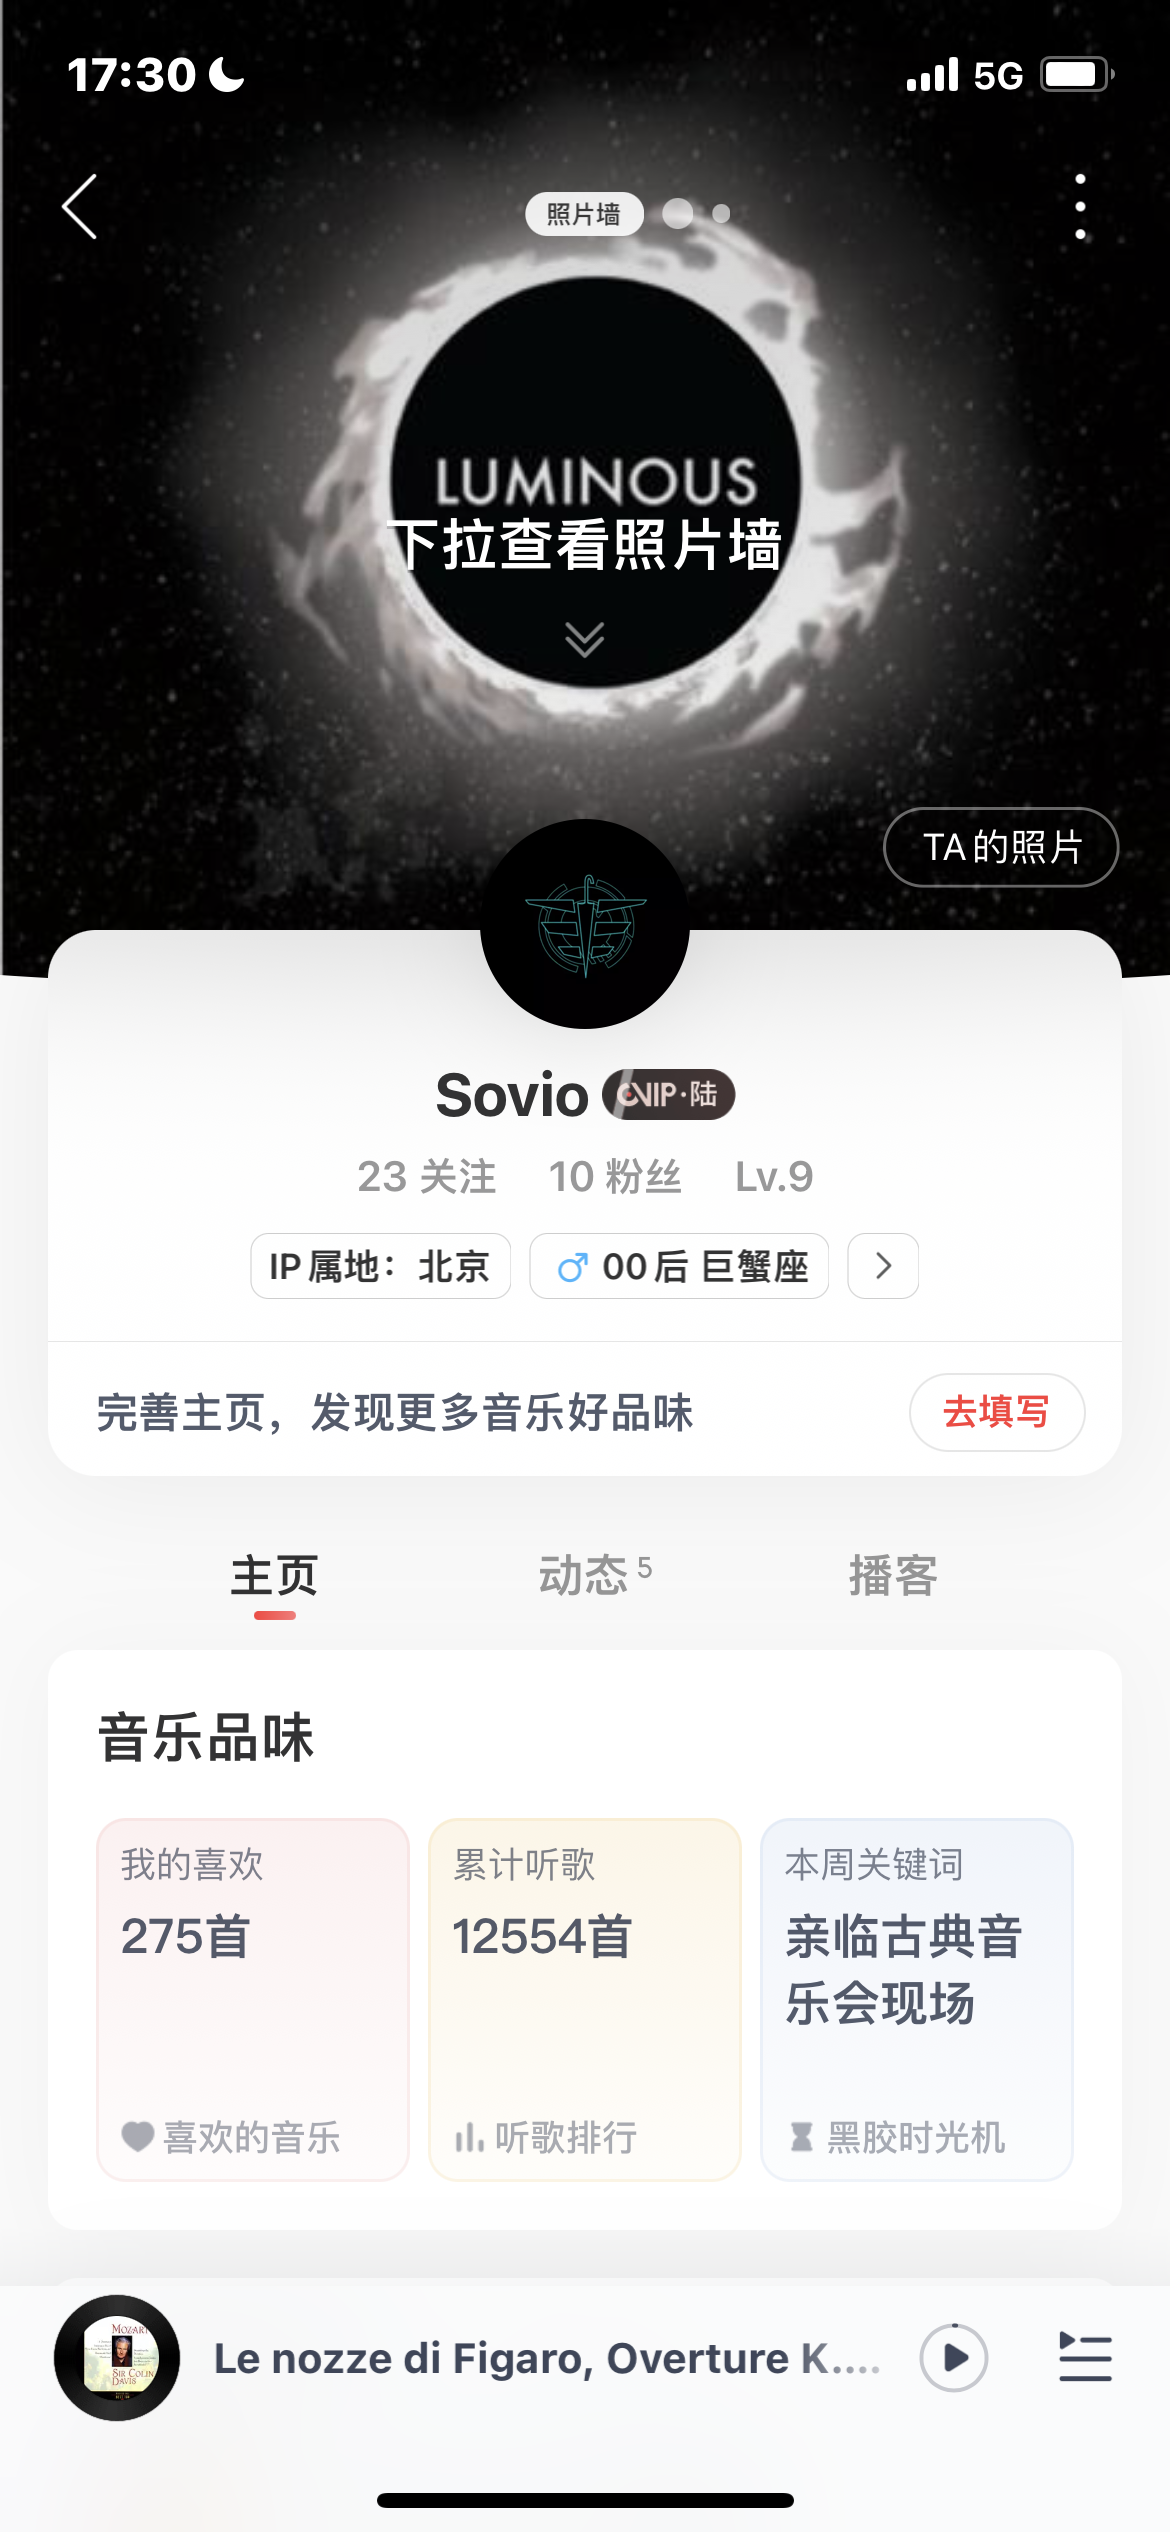 17:30
5G
照片墙
LUMINOUS
下拉查看照片墙
TA的照片
Sovio VIP·陆
23 关注 10 粉丝 Lv.9
IP属地：北京 00后 巨蟹座
完善主页，发现更多音乐好品味 去填写
主页 动态 5 播客
音乐品味
我的喜欢
275首
喜欢的音乐
累计听歌
12554首
听歌排行
本周关键词
亲临古典音
乐会现场
黑胶时光机
MOZART
SIR COLIN
DAVIS
Le nozze di Figaro, Overture K....